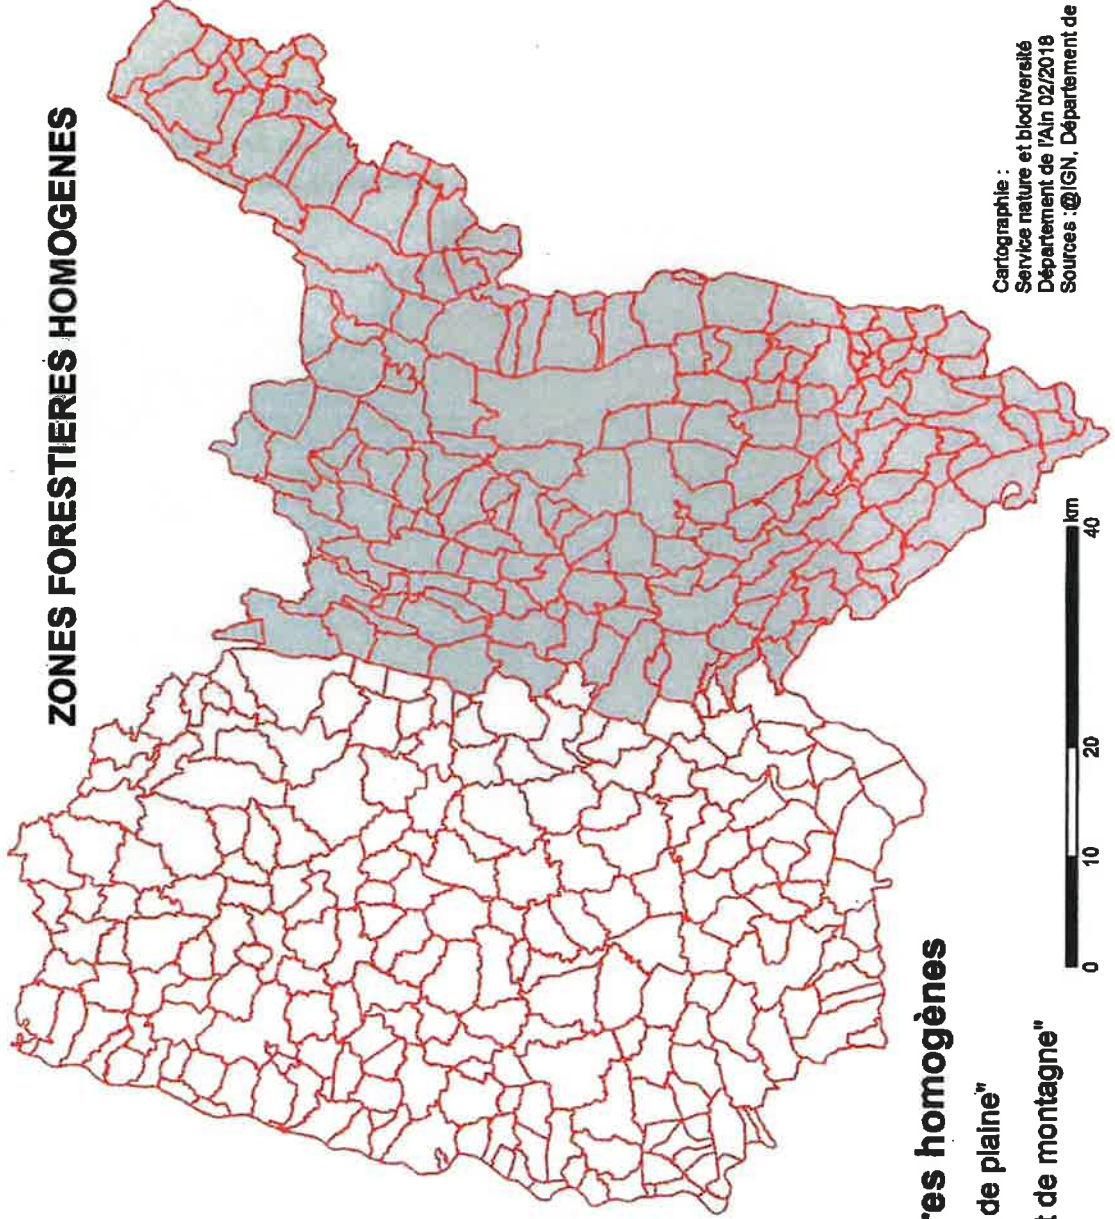 ZONES FORESTIERES HOMOGENES
res homogènes
de plaine"
t de montagne"
0 10 20 40 km
Cartographie :
Service nature et biodiversité
Département de l'Ain 02/2018
Sources :@IGN, Département de